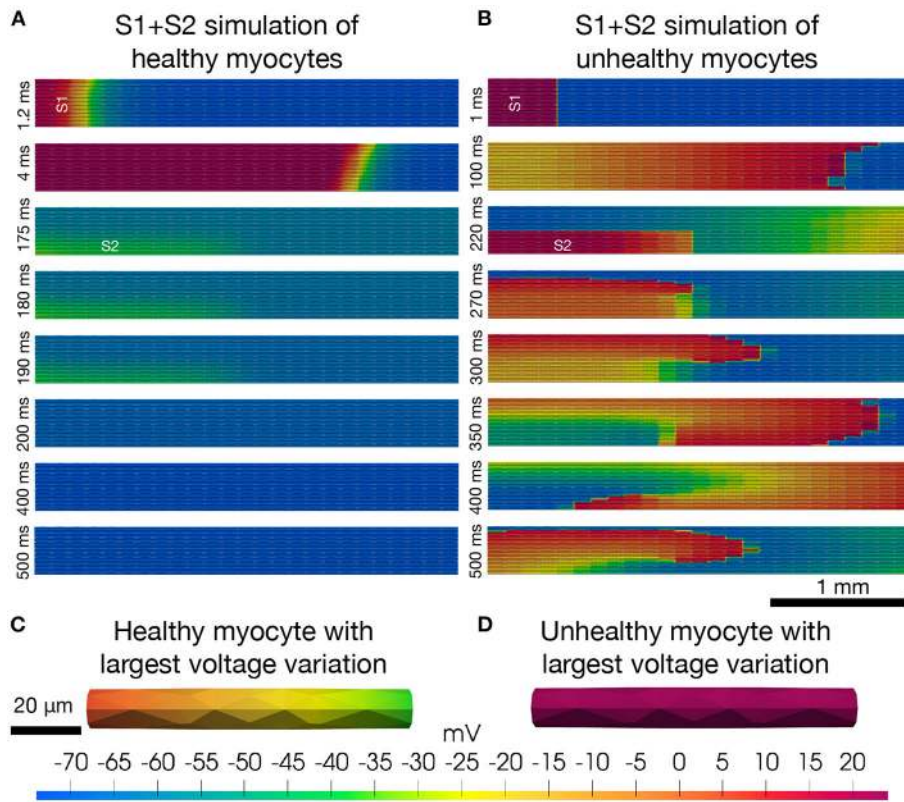 A
S1+S2 simulation of
healthy myocytes
1.2 ms
S1
4 ms
175 ms
S2
180 ms
190 ms
200 ms
400 ms
500 ms
B
S1+S2 simulation of
unhealthy myocytes
1 ms
S1
100 ms
220 ms
S2
270 ms
300 ms
350 ms
400 ms
500 ms
1 mm
C
Healthy myocyte with
largest voltage variation
20 μm
D
Unhealthy myocyte with
largest voltage variation
mV
-70 -65 -60 -55 -50 -45 -40 -35 -30 -25 -20 -15 -10 -5 0 5 10 15 20